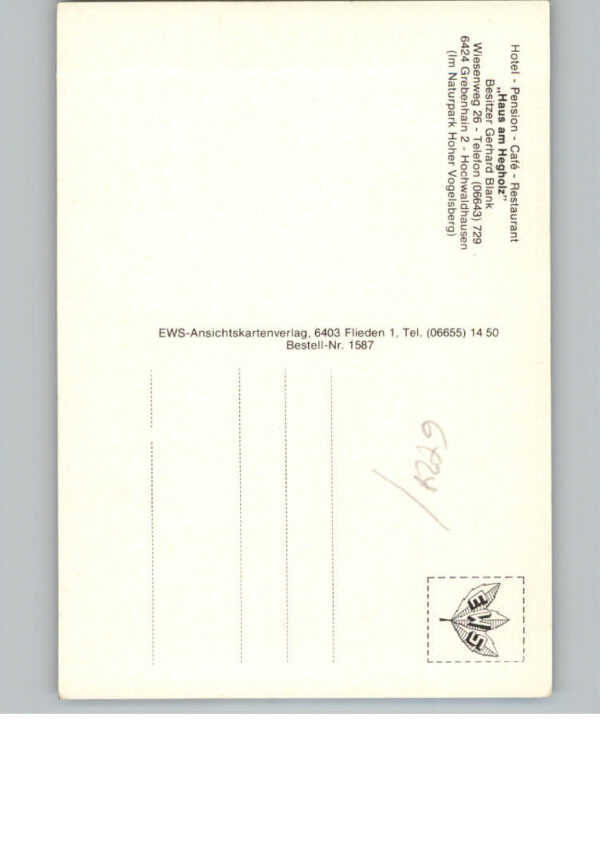 Hotel - Pension - Café - Restaurant
„Haus am Hegholz"
Besitzer Gerhard Blank
Wiesenweg 26 - Telefon (06643) 729
6424 Grebenhain 2 - Hochwaldhausen
(Im Naturpark Hoher Vogelsberg)
EWS-Ansichtskartenverlag, 6403 Flieden 1, Tel. (06655) 14 50
Bestell-Nr. 1587
6424
EWS